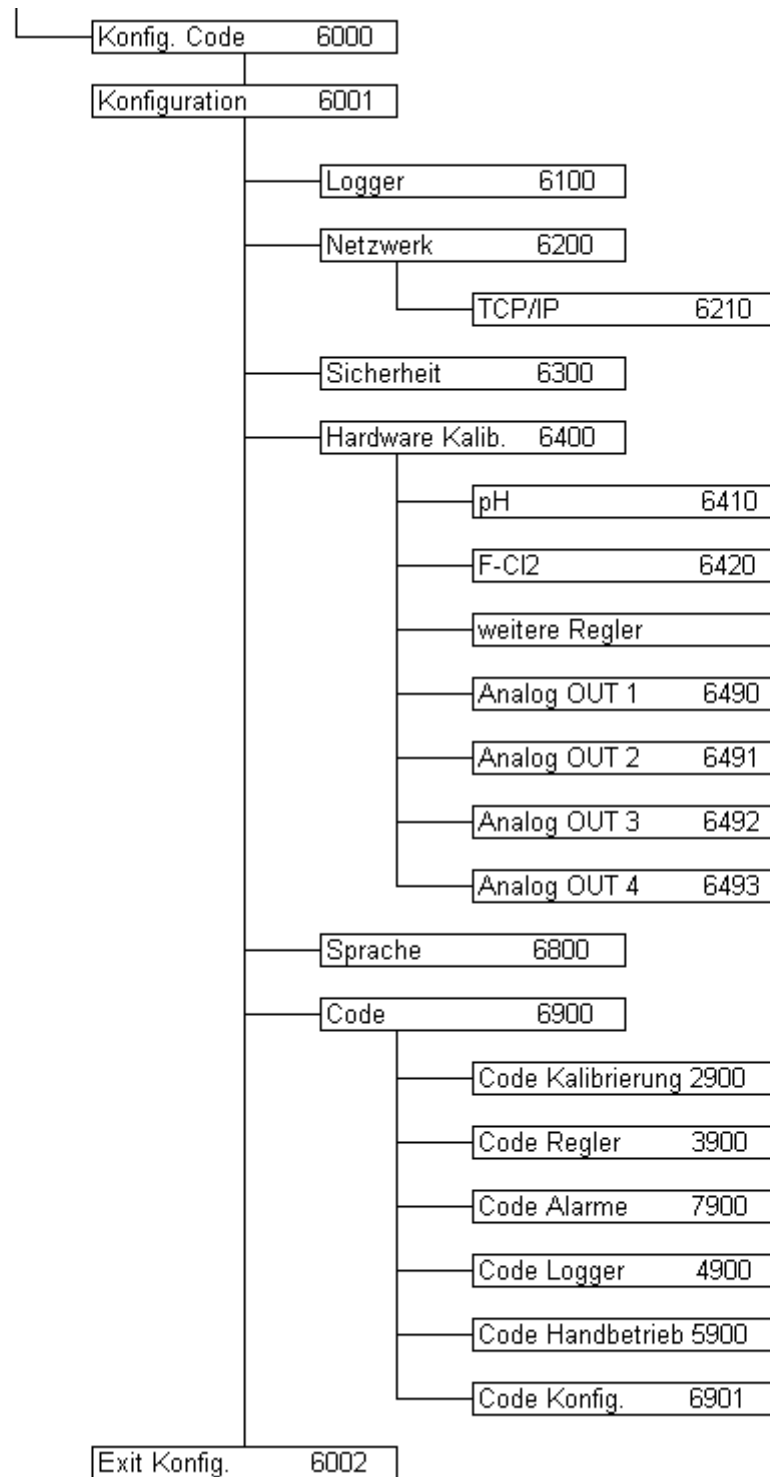 Konfig. Code 6000
Konfiguration 6001
Logger 6100
Netzwerk 6200
TCP/IP 6210
Sicherheit 6300
Hardware Kalib. 6400
pH 6410
F-Cl2 6420
weitere Regler
Analog OUT 1 6490
Analog OUT 2 6491
Analog OUT 3 6492
Analog OUT 4 6493
Sprache 6800
Code 6900
Code Kalibrierung 2900
Code Regler 3900
Code Alarme 7900
Code Logger 4900
Code Handbetrieb 5900
Code Konfig. 6901
Exit Konfig. 6002